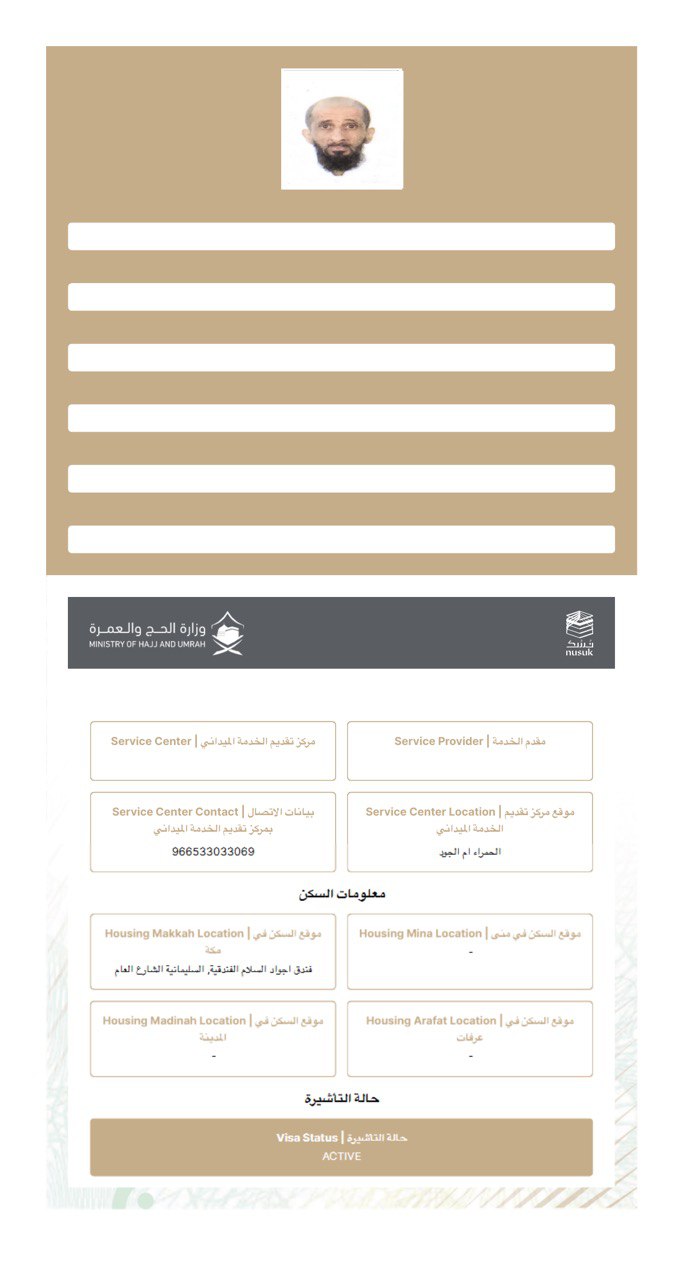 وزارة الحج والعمرة
MINISTRY OF HAJJ AND UMRAH
نسك
nusuk
مركز تقديم الخدمة الميداني | Service Center
مقدم الخدمة | Service Provider
بيانات الاتصال | Service Center Contact
بمركز تقديم الخدمة الميداني
966533033069
موقع مركز تقديم | Service Center Location
الخدمة الميداني
الحمراء ام الجود
معلومات السكن
موقع السكن في | Housing Makkah Location
مكة
فندق اجواد السلام الفندقية, السليمانية الشارع العام
موقع السكن في منى | Housing Mina Location
-
موقع السكن في | Housing Madinah Location
المدينة
-
موقع السكن في | Housing Arafat Location
عرفات
-
حالة التأشيرة
حالة التاشيرة | Visa Status
ACTIVE